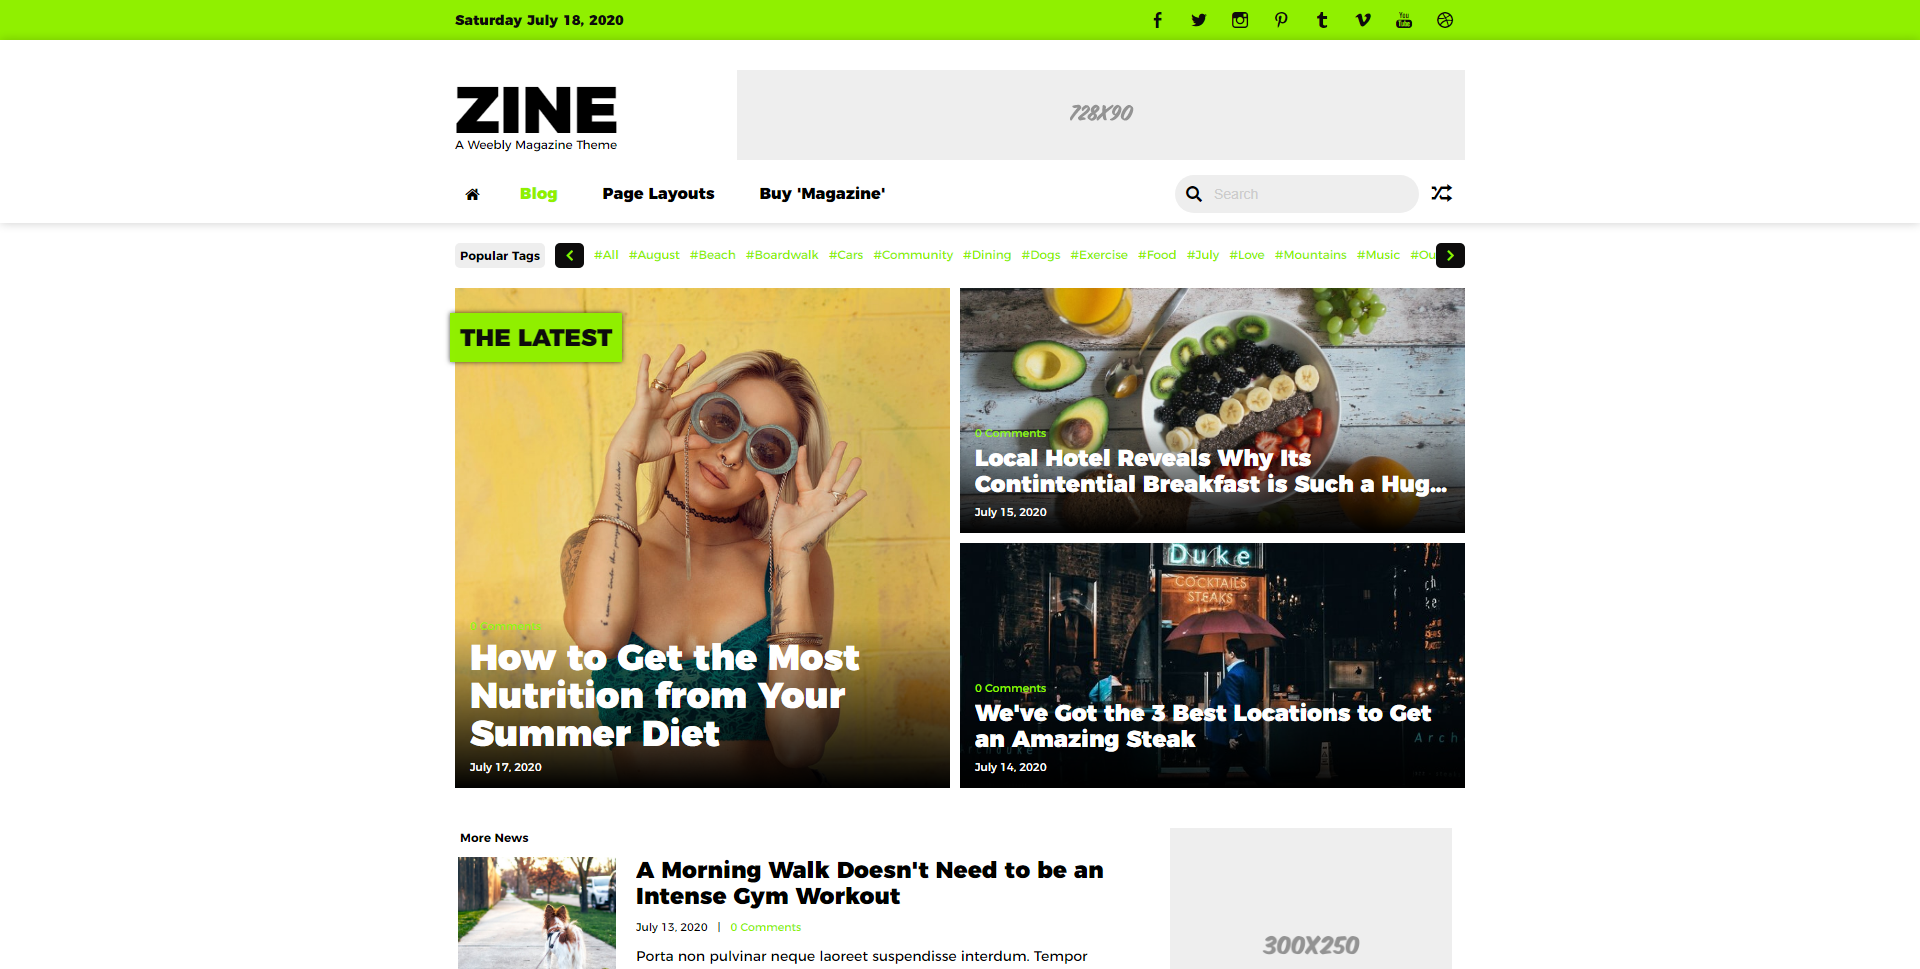 Saturday July 18, 2020
ZINE
A Weebly Magazine Theme
728X90
Blog
Page Layouts
Buy 'Magazine'
Search
Popular Tags
#All #August #Beach #Boardwalk #Cars #Community #Dining #Dogs #Exercise #Food #July #Love #Mountains #Music #Ou
THE LATEST
0 Comments
How to Get the Most
Nutrition from Your
Summer Diet
July 17, 2020
0 Comments
Local Hotel Reveals Why Its
Contintential Breakfast is Such a Hug...
July 15, 2020
Duke
COCKTAILS
STEAKS
0 Comments
We've Got the 3 Best Locations to Get
an Amazing Steak
Arch
July 14, 2020
More News
A Morning Walk Doesn't Need to be an
Intense Gym Workout
July 13, 2020 | 0 Comments
Porta non pulvinar neque laoreet suspendisse interdum. Tempor
300X250